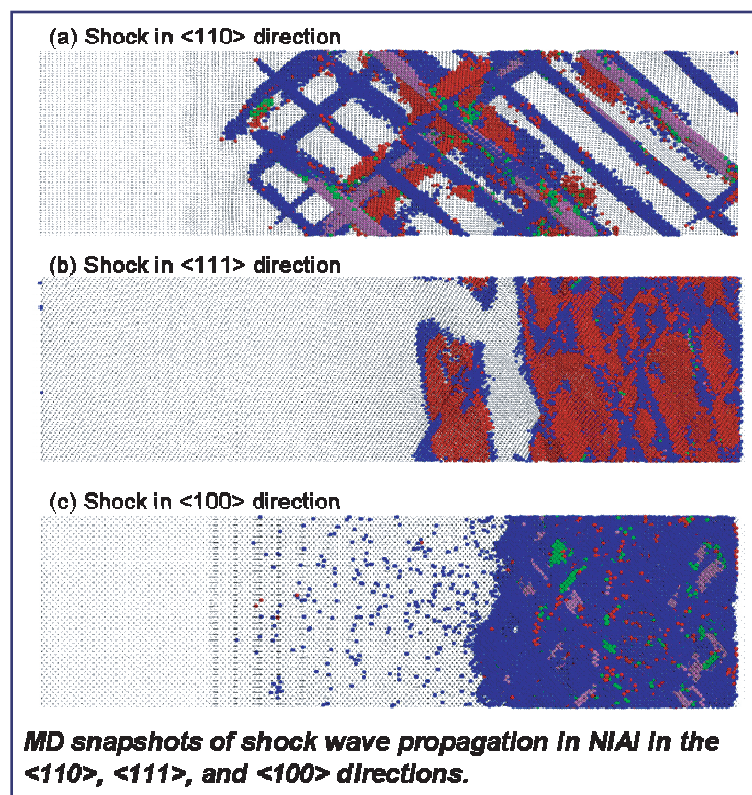 (a) Shock in <110> direction
(b) Shock in <111> direction
(c) Shock in <100> direction
MD snapshots of shock wave propagation in NiAl in the
<110>, <111>, and <100> directions.